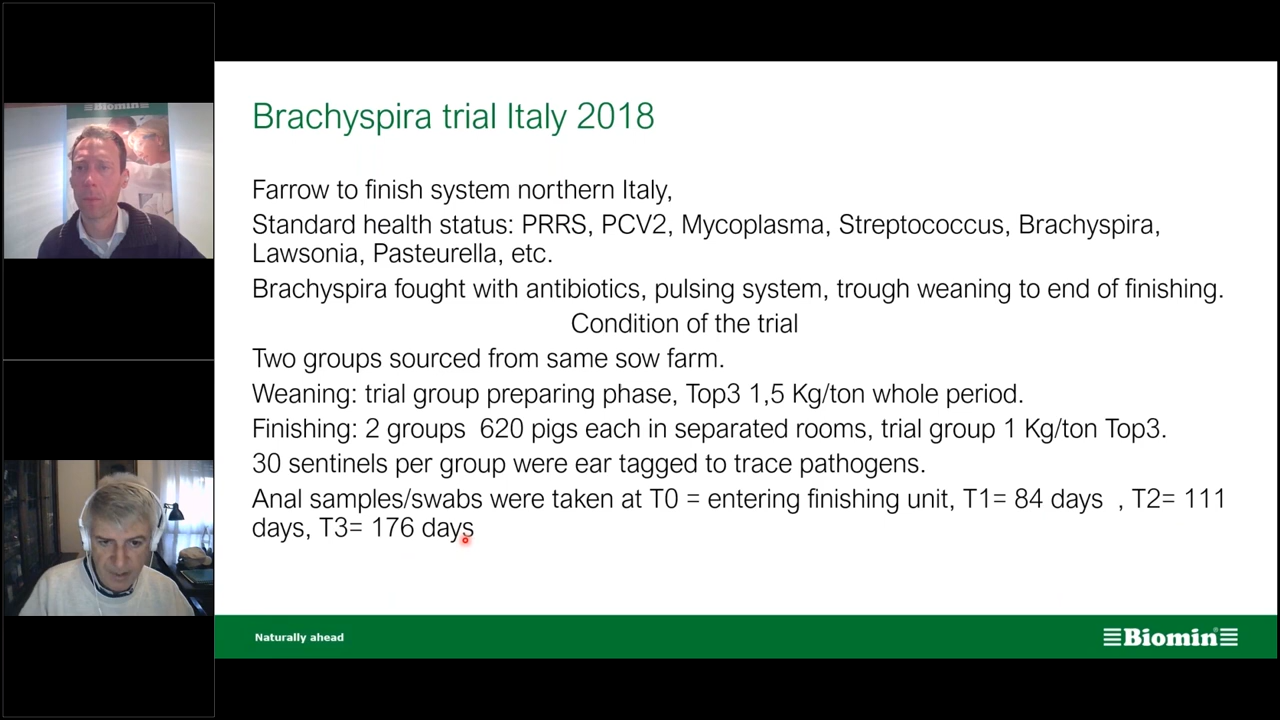 Biomin
Brachyspira trial Italy 2018
Farrow to finish system northern Italy,
Standard health status: PRRS, PCV2, Mycoplasma, Streptococcus, Brachyspira,
Lawsonia, Pasteurella, etc.
Brachyspira fought with antibiotics, pulsing system, trough weaning to end of finishing.
Condition of the trial
Two groups sourced from same sow farm.
Weaning: trial group preparing phase, Top3 1,5 Kg/ton whole period.
Finishing: 2 groups  620 pigs each in separated rooms, trial group 1 Kg/ton Top3.
30 sentinels per group were ear tagged to trace pathogens.
Anal samples/swabs were taken at T0 = entering finishing unit, T1= 84 days  , T2= 111
days, T3= 176 days
Naturally ahead
Biomin®